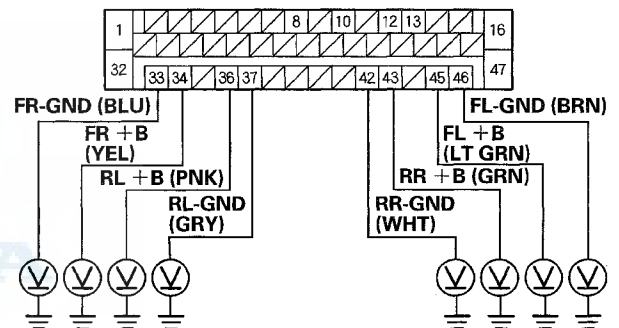 1 8 10 12 13 16
32 33 34 36 37 42 43 45 46 47
FR-GND (BLU) FL-GND (BRN)
FR +B FL +B
(YEL) (LT GRN)
RL +B (PNK) RR +B (GRN)
RL-GND RR-GND
(GRY) (WHT)
V V V V V V V V